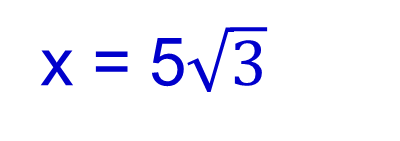 x = 5√3